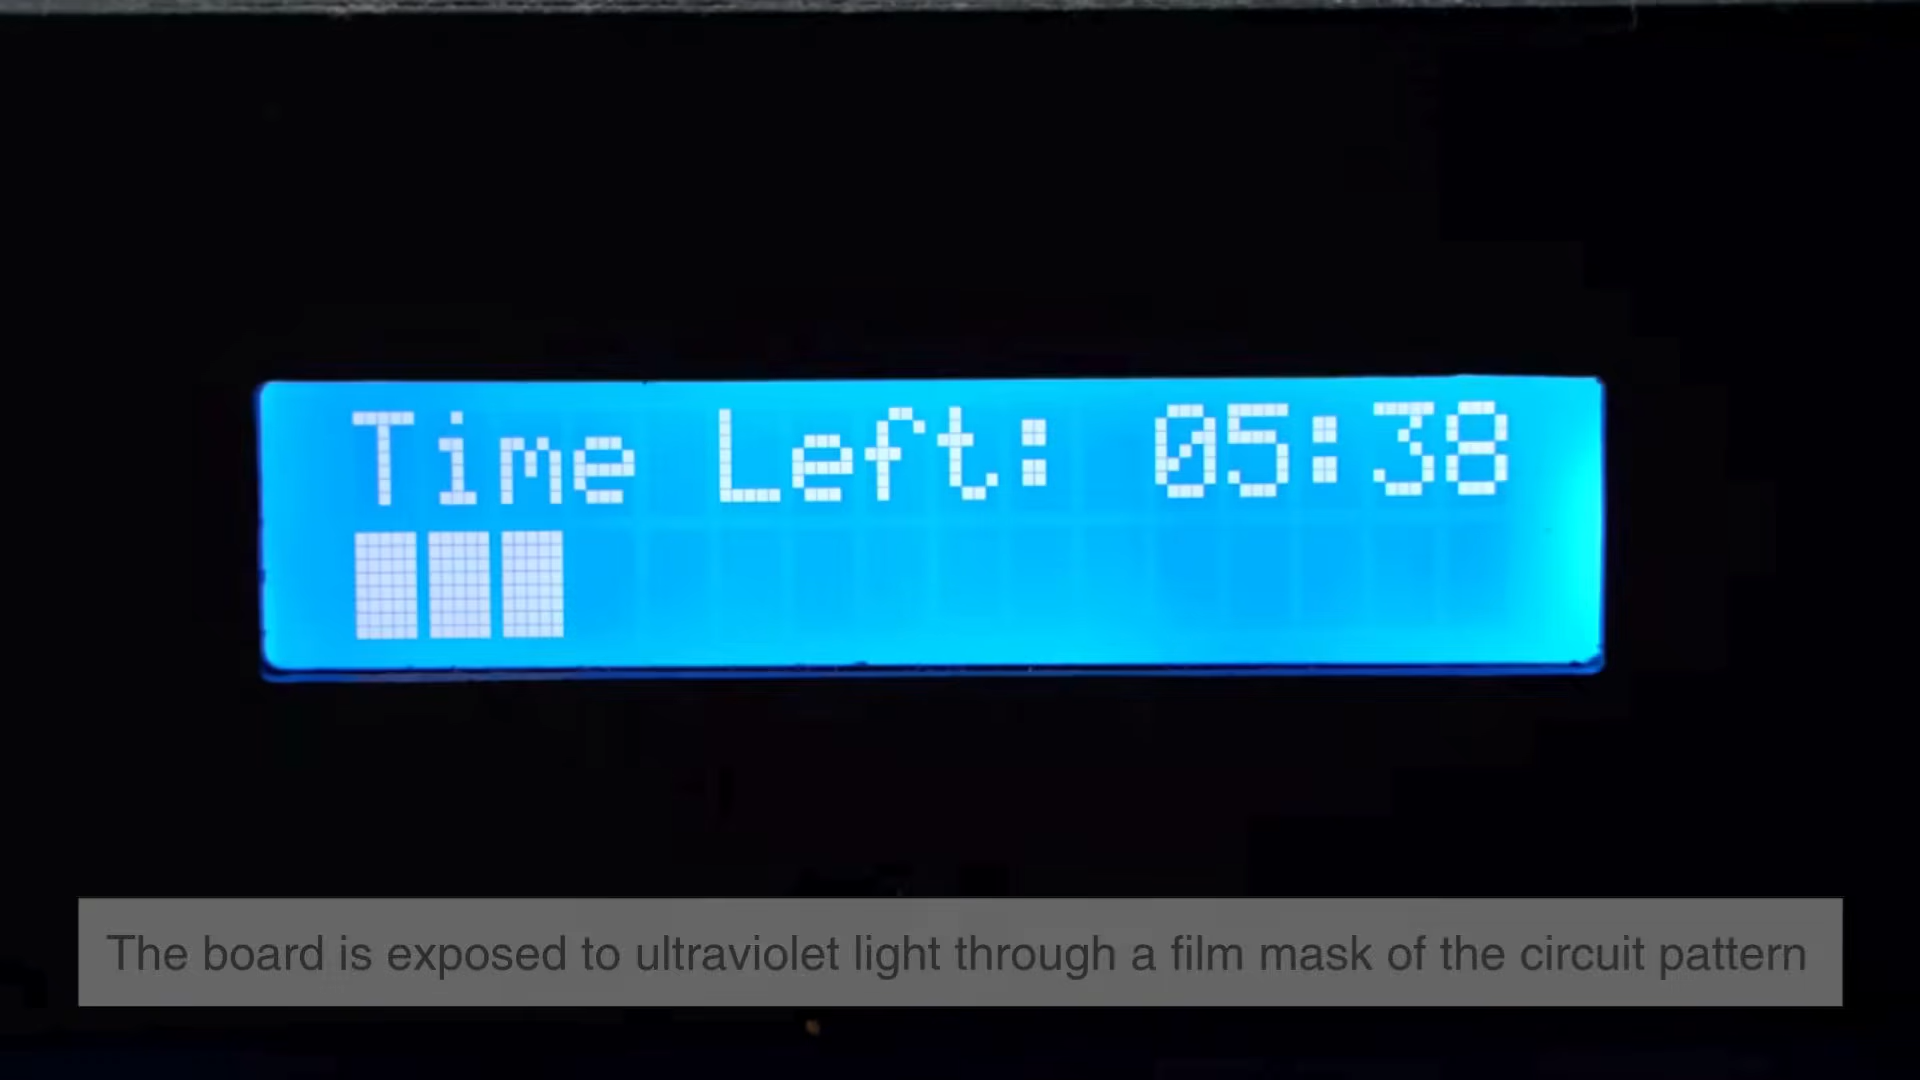 Time Left: 05:38
The board is exposed to ultraviolet light through a film mask of the circuit pattern